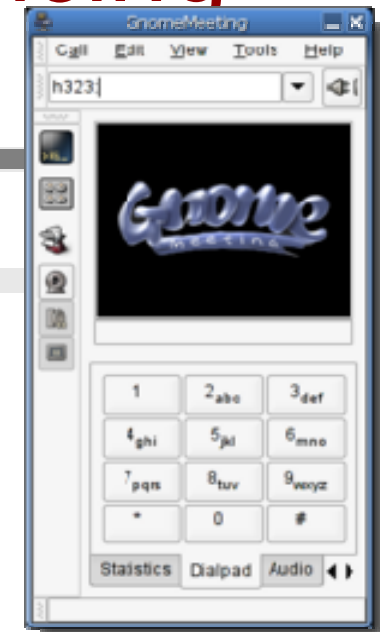 GnomeMeeting
Call Edit View Tools Help
h323:
GNOME
MEETING
1 2abc 3def
4ghi 5jkl 6mno
7pqrs 8tuv 9wxyz
* 0 #
Statistics Dialpad Audio